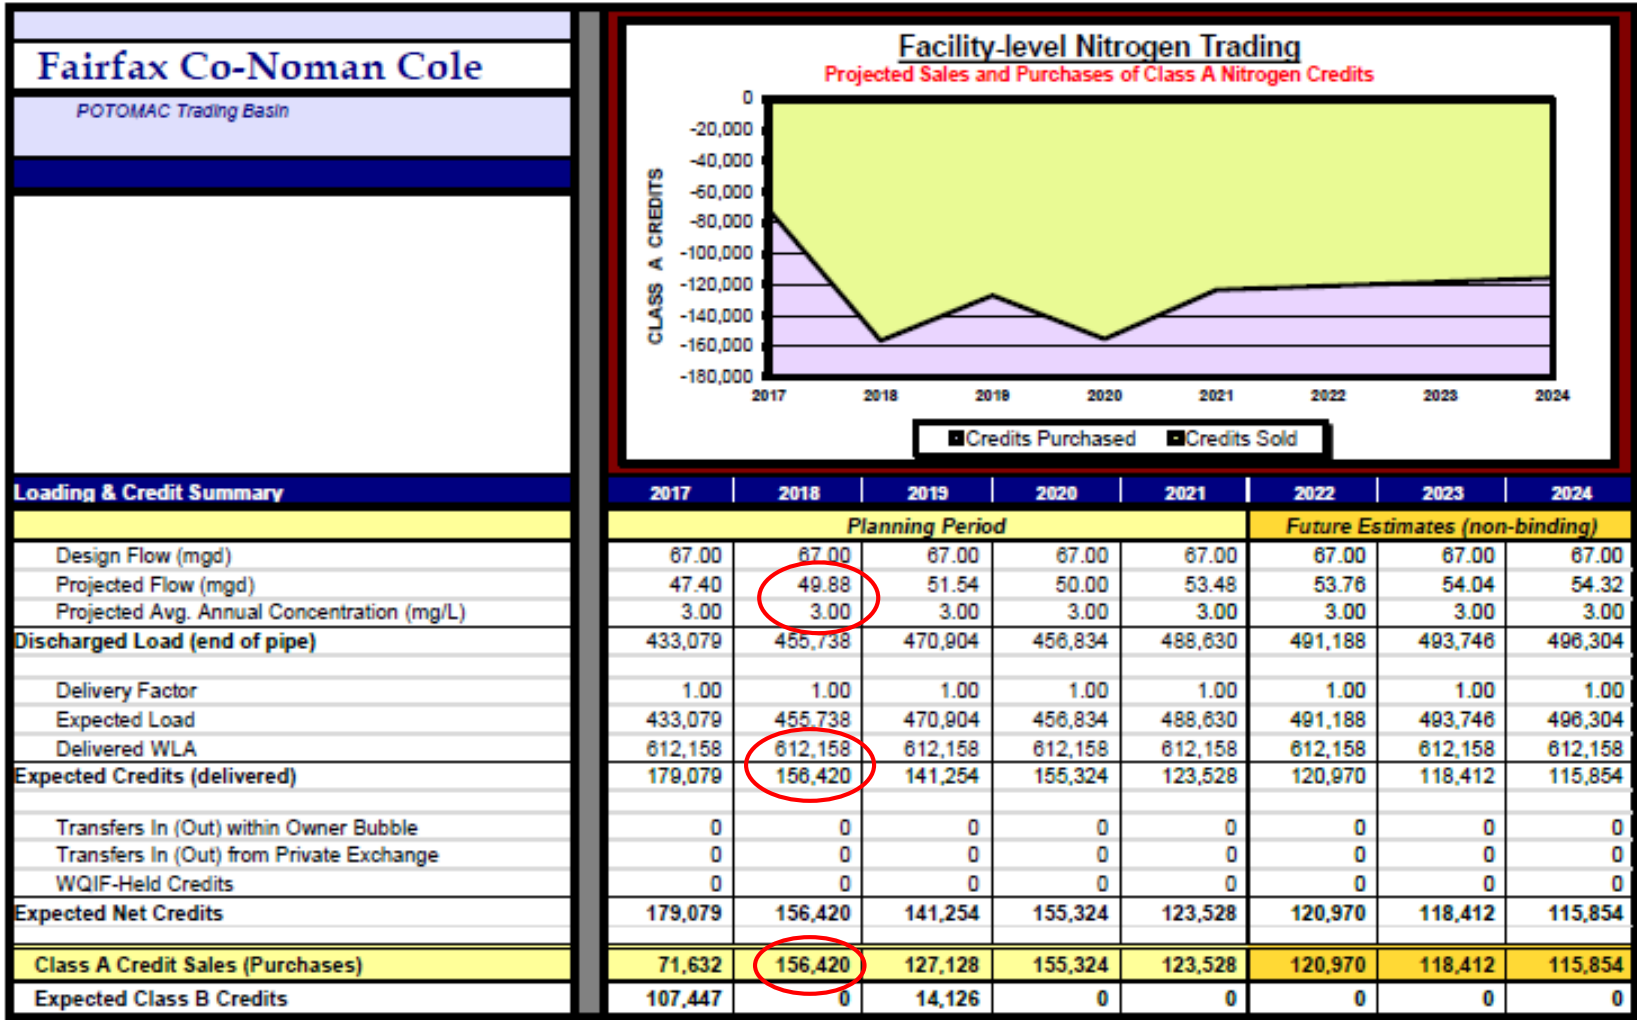 Fairfax Co-Noman Cole
POTOMAC Trading Basin
Facility-level Nitrogen Trading
Projected Sales and Purchases of Class A Nitrogen Credits
CLASS A CREDITS
0
-20,000
-40,000
-60,000
-80,000
-100,000
-120,000
-140,000
-160,000
-180,000
2017 2018 2019 2020 2021 2022 2023 2024
Credits Purchased Credits Sold
Loading & Credit Summary 2017 2018 2019 2020 2021 2022 2023 2024
Planning Period Future Estimates (non-binding)
Design Flow (mgd) 67.00 67.00 67.00 67.00 67.00 67.00 67.00 67.00
Projected Flow (mgd) 47.40 49.88 51.54 50.00 53.48 53.76 54.04 54.32
Projected Avg. Annual Concentration (mg/L) 3.00 3.00 3.00 3.00 3.00 3.00 3.00 3.00
Discharged Load (end of pipe) 433,079 455,738 470,904 456,834 488,630 491,188 493,746 496,304
Delivery Factor 1.00 1.00 1.00 1.00 1.00 1.00 1.00 1.00
Expected Load 433,079 455,738 470,904 456,834 488,630 491,188 493,746 496,304
Delivered WLA 612,158 612,158 612,158 612,158 612,158 612,158 612,158 612,158
Expected Credits (delivered) 179,079 156,420 141,254 155,324 123,528 120,970 118,412 115,854
Transfers In (Out) within Owner Bubble 0 0 0 0 0 0 0 0
Transfers In (Out) from Private Exchange 0 0 0 0 0 0 0 0
WQIF-Held Credits 0 0 0 0 0 0 0 0
Expected Net Credits 179,079 156,420 141,254 155,324 123,528 120,970 118,412 115,854
Class A Credit Sales (Purchases) 71,632 156,420 127,128 155,324 123,528 120,970 118,412 115,854
Expected Class B Credits 107,447 0 14,126 0 0 0 0 0